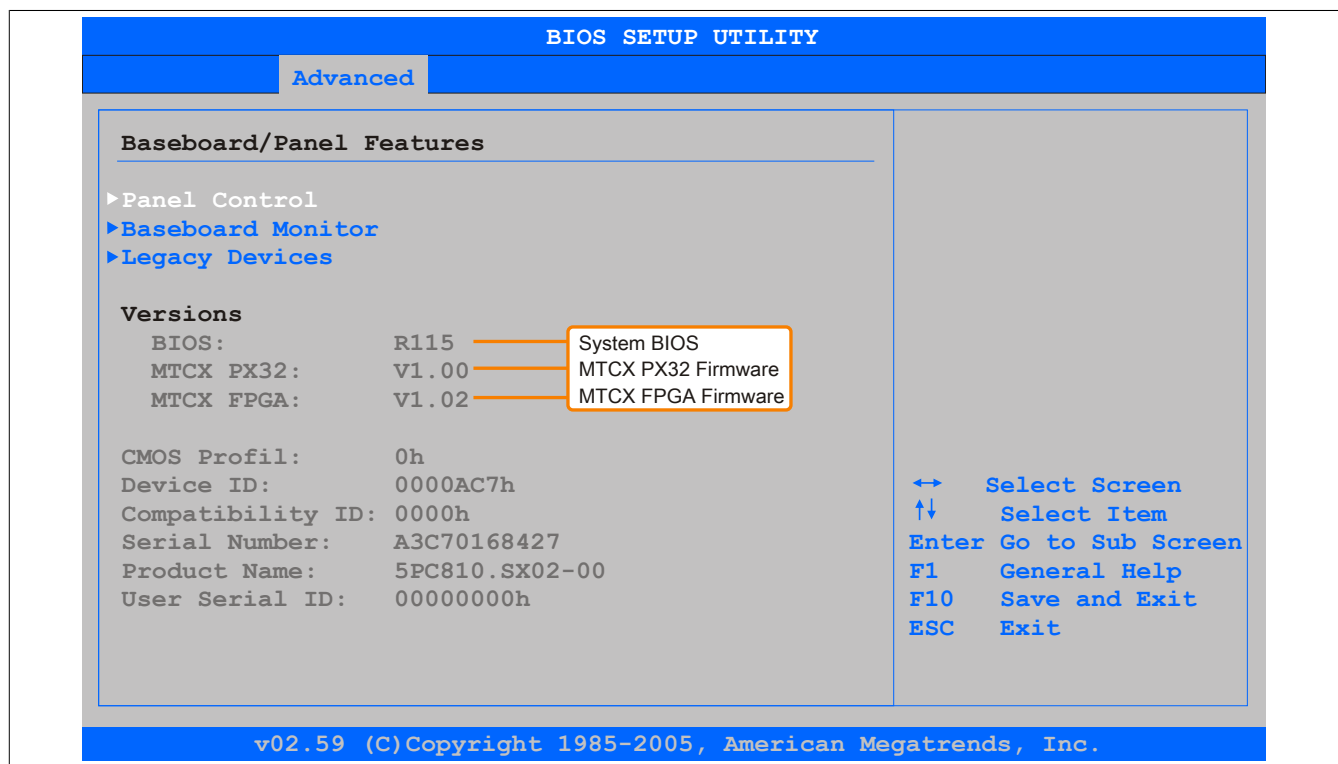 BIOS SETUP UTILITY
Advanced
Baseboard/Panel Features
▶Panel Control
▶Baseboard Monitor
▶Legacy Devices
Versions
BIOS: R115 System BIOS
MTCX PX32: V1.00 MTCX PX32 Firmware
MTCX FPGA: V1.02 MTCX FPGA Firmware
CMOS Profil: 0h
Device ID: 0000AC7h
Compatibility ID: 0000h
Serial Number: A3C70168427
Product Name: 5PC810.SX02-00
User Serial ID: 00000000h
↔ Select Screen
↑↓ Select Item
Enter Go to Sub Screen
F1 General Help
F10 Save and Exit
ESC Exit
v02.59 (C)Copyright 1985-2005, American Megatrends, Inc.